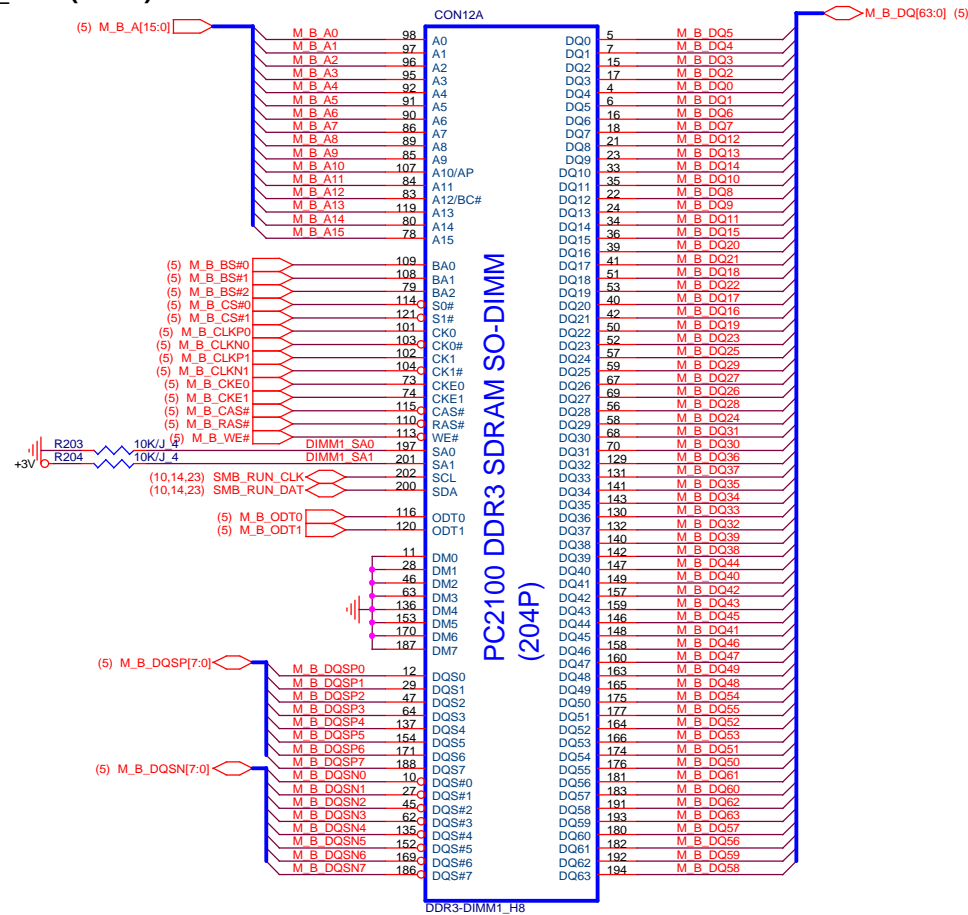 CON12A
(5) M_B_A[15:0]
M_B_DQ[63:0] (5)
M_B_A0 98 A0 DQ0 5 M_B_DQ5
M_B_A1 97 A1 DQ1 7 M_B_DQ4
M_B_A2 96 A2 DQ2 15 M_B_DQ3
M_B_A3 95 A3 DQ3 17 M_B_DQ2
M_B_A4 92 A4 DQ4 4 M_B_DQ0
M_B_A5 91 A5 DQ5 6 M_B_DQ1
M_B_A6 90 A6 DQ6 16 M_B_DQ6
M_B_A7 86 A7 DQ7 18 M_B_DQ7
M_B_A8 89 A8 DQ8 21 M_B_DQ12
M_B_A9 85 A9 DQ9 23 M_B_DQ13
M_B_A10 107 A10/AP DQ10 33 M_B_DQ14
M_B_A11 84 A11 DQ11 35 M_B_DQ10
M_B_A12 83 A12/BC# DQ12 22 M_B_DQ8
M_B_A13 119 A13 DQ13 24 M_B_DQ9
M_B_A14 80 A14 DQ14 34 M_B_DQ11
M_B_A15 78 A15 DQ15 36 M_B_DQ15
DQ16 39 M_B_DQ20
(5) M_B_BS#0 109 BA0 DQ17 41 M_B_DQ21
(5) M_B_BS#1 108 BA1 DQ18 51 M_B_DQ18
(5) M_B_BS#2 79 BA2 DQ19 53 M_B_DQ22
(5) M_B_CS#0 114 S0# DQ20 40 M_B_DQ17
(5) M_B_CS#1 121 S1# DQ21 42 M_B_DQ16
(5) M_B_CLKP0 101 CK0 DQ22 50 M_B_DQ19
(5) M_B_CLKN0 103 CK0# DQ23 52 M_B_DQ23
(5) M_B_CLKP1 102 CK1 DQ24 57 M_B_DQ25
(5) M_B_CLKN1 104 CK1# DQ25 59 M_B_DQ29
(5) M_B_CKE0 73 CKE0 DQ26 67 M_B_DQ27
(5) M_B_CKE1 74 CKE1 DQ27 69 M_B_DQ26
(5) M_B_CAS# 115 CAS# DQ28 56 M_B_DQ28
(5) M_B_RAS# 110 RAS# DQ29 58 M_B_DQ24
(5) M_B_WE# 113 WE# DQ30 68 M_B_DQ31
R203 10K/J_4 DIMM1_SA0 197 SA0 DQ31 70 M_B_DQ30
+3V R204 10K/J_4 DIMM1_SA1 201 SA1 DQ32 129 M_B_DQ36
(10,14,23) SMB_RUN_CLK 202 SCL DQ33 131 M_B_DQ37
(10,14,23) SMB_RUN_DAT 200 SDA DQ34 141 M_B_DQ35
DQ35 143 M_B_DQ34
(5) M_B_ODT0 116 ODT0 DQ36 130 M_B_DQ33
(5) M_B_ODT1 120 ODT1 DQ37 132 M_B_DQ32
DQ38 140 M_B_DQ39
11 DM0 DQ39 142 M_B_DQ38
28 DM1 DQ40 147 M_B_DQ44
46 DM2 DQ41 149 M_B_DQ40
63 DM3 DQ42 157 M_B_DQ42
136 DM4 DQ43 159 M_B_DQ43
153 DM5 DQ44 146 M_B_DQ45
170 DM6 DQ45 148 M_B_DQ41
187 DM7 DQ46 158 M_B_DQ46
DQ47 160 M_B_DQ47
(5) M_B_DQSP[7:0]
M_B_DQSP0 12 DQS0 DQ48 163 M_B_DQ49
M_B_DQSP1 29 DQS1 DQ49 165 M_B_DQ48
M_B_DQSP2 47 DQS2 DQ50 175 M_B_DQ54
M_B_DQSP3 64 DQS3 DQ51 177 M_B_DQ55
M_B_DQSP4 137 DQS4 DQ52 164 M_B_DQ52
M_B_DQSP5 154 DQS5 DQ53 166 M_B_DQ53
M_B_DQSP6 171 DQS6 DQ54 174 M_B_DQ51
M_B_DQSP7 188 DQS7 DQ55 176 M_B_DQ50
(5) M_B_DQSN[7:0]
M_B_DQSN0 10 DQS#0 DQ56 181 M_B_DQ61
M_B_DQSN1 27 DQS#1 DQ57 183 M_B_DQ60
M_B_DQSN2 45 DQS#2 DQ58 191 M_B_DQ62
M_B_DQSN3 62 DQS#3 DQ59 193 M_B_DQ63
M_B_DQSN4 135 DQS#4 DQ60 180 M_B_DQ57
M_B_DQSN5 152 DQS#5 DQ61 182 M_B_DQ56
M_B_DQSN6 169 DQS#6 DQ62 192 M_B_DQ59
M_B_DQSN7 186 DQS#7 DQ63 194 M_B_DQ58
PC2100 DDR3 SDRAM SO-DIMM
(204P)
DDR3-DIMM1_H8